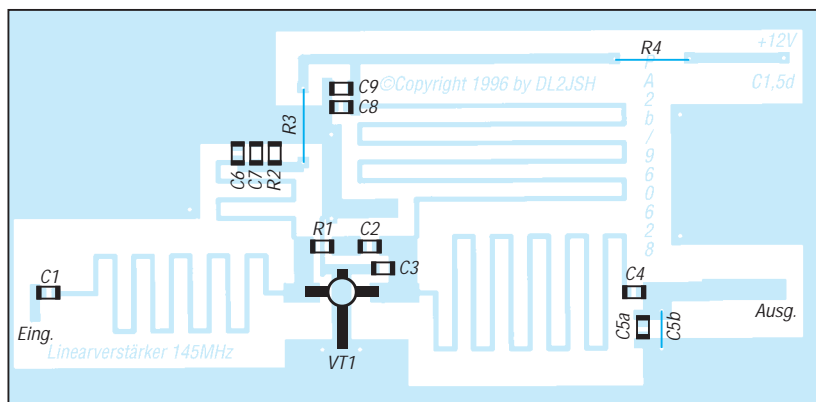 +12V
R4
C1,5d
©Copyright 1996 by DL2JSH
PA2b/960628
C9
C8
R3
C6
C7
R2
R1
C2
C3
C1
C4
Eing.
Ausg.
C5a
C5b
Linearverstärker 145MHz
VT1